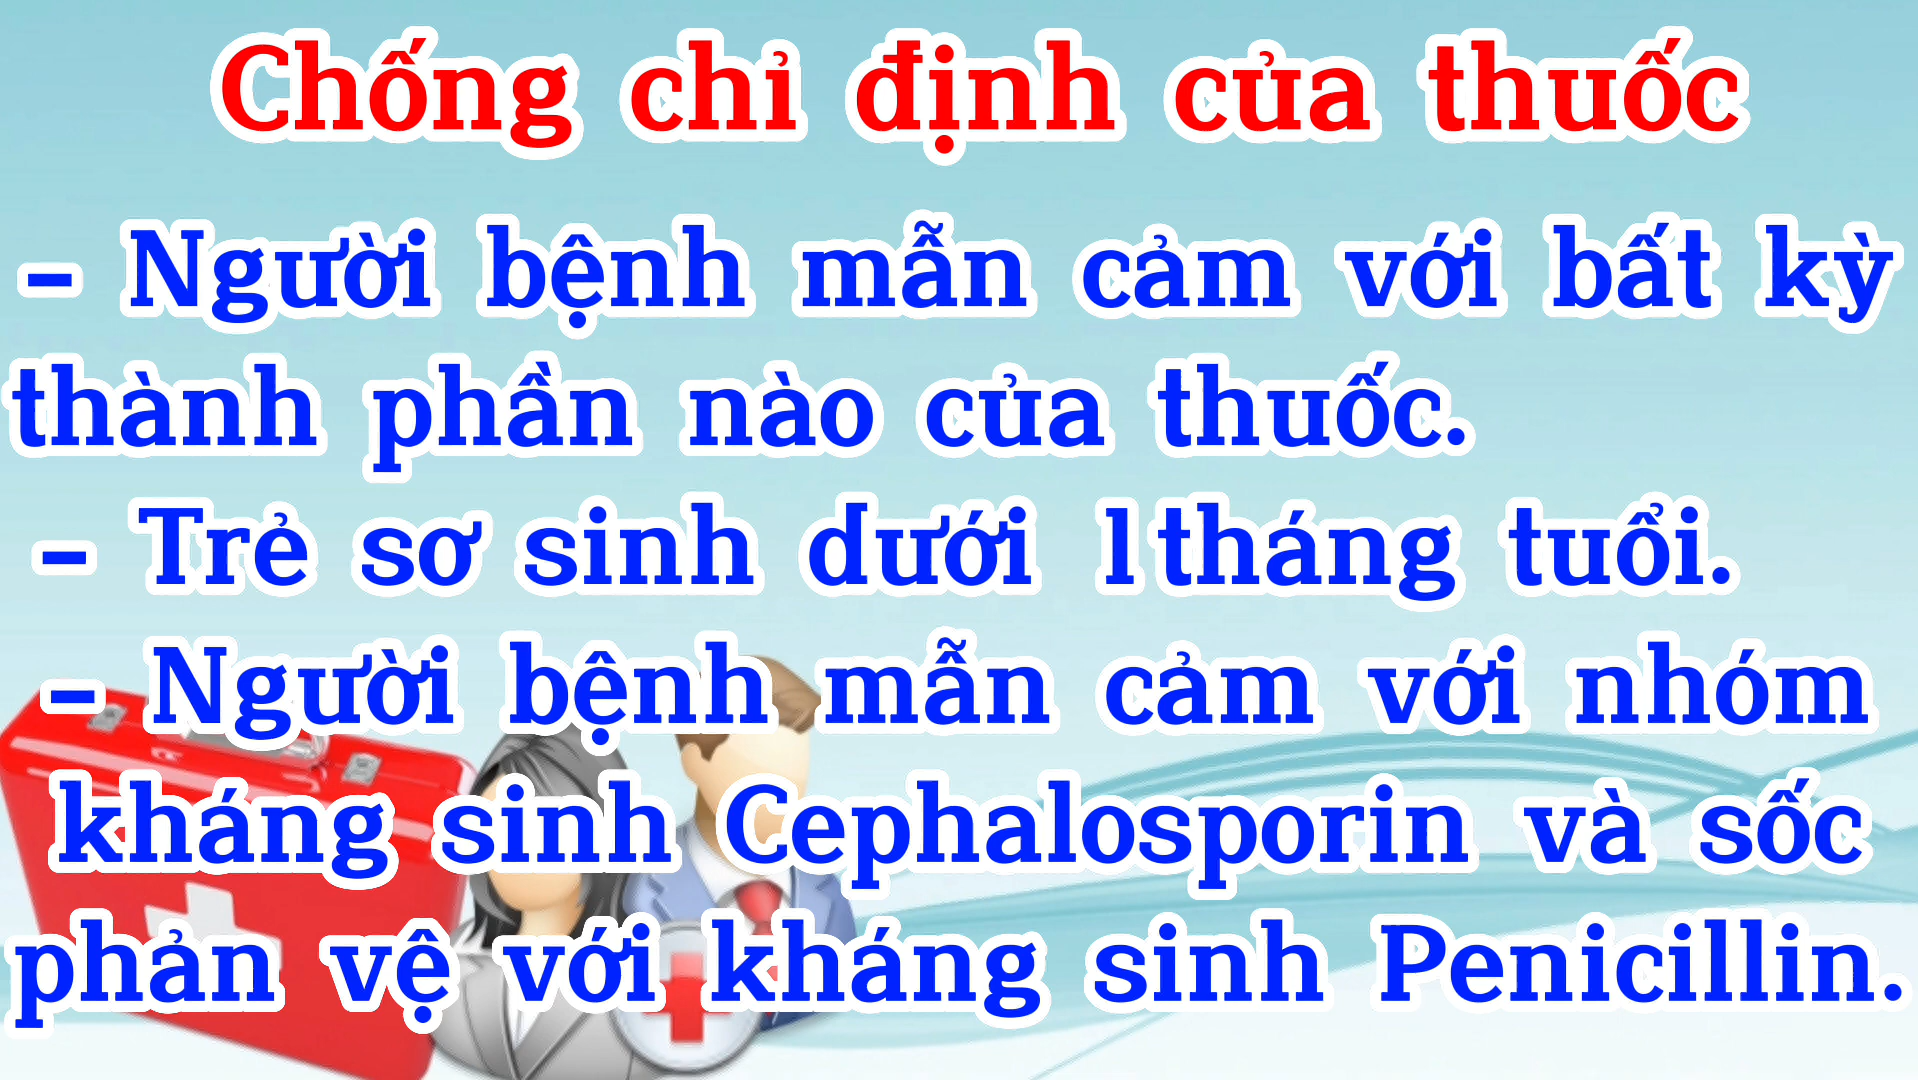 Chống chỉ định của thuốc
– Người bệnh mẫn cảm với bất kỳ
thành phần nào của thuốc.
– Trẻ sơ sinh dưới 1tháng tuổi.
– Người bệnh mẫn cảm với nhóm
kháng sinh Cephalosporin và sốc
phản vệ với kháng sinh Penicillin.